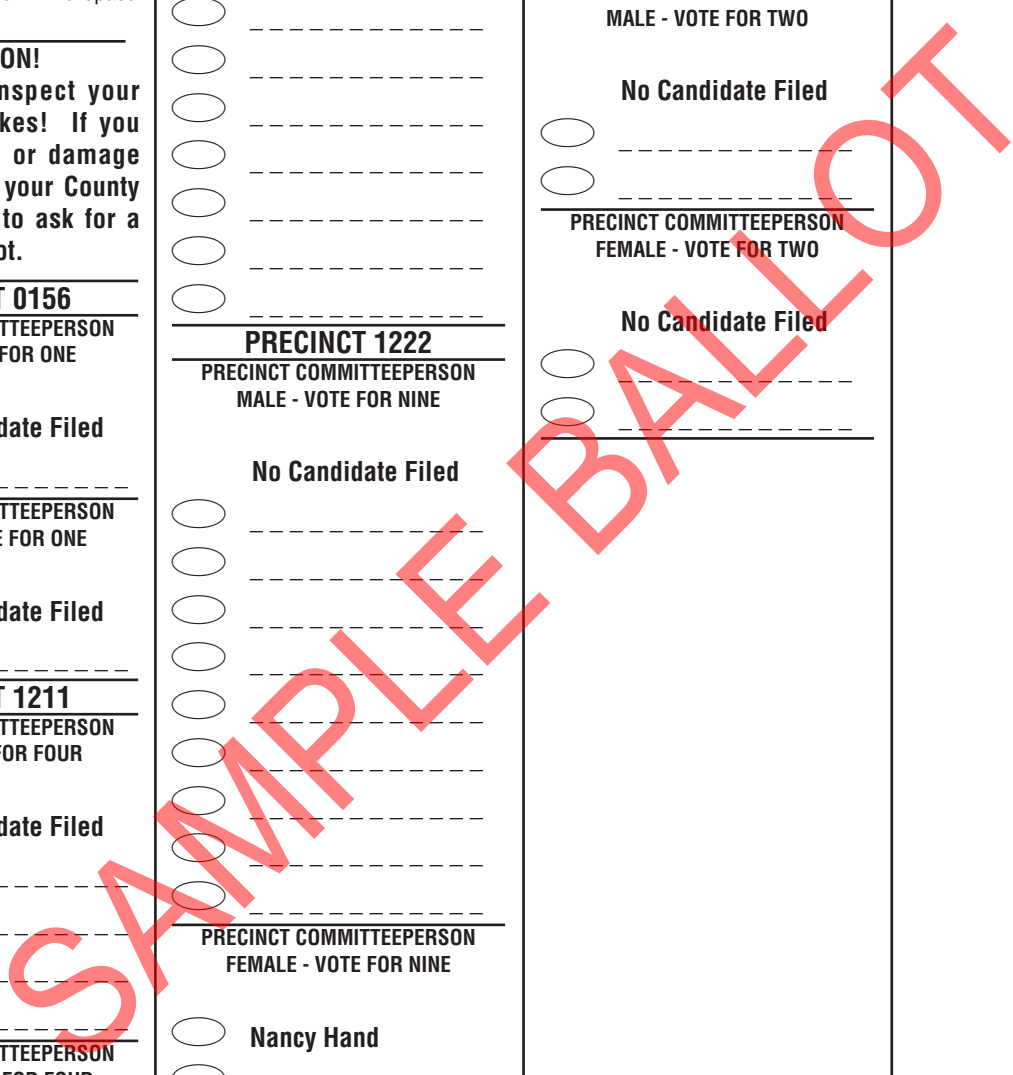 ON!
nspect your
kes! If you
or damage
your County
to ask for a
ot.
T 0156
TTEEPERSON
FOR ONE
date Filed
TTEEPERSON
E FOR ONE
date Filed
T 1211
TTEEPERSON
FOR FOUR
date Filed
TTEEPERSON
PRECINCT 1222
PRECINCT COMMITTEEPERSON
MALE - VOTE FOR NINE
No Candidate Filed
PRECINCT COMMITTEEPERSON
FEMALE - VOTE FOR NINE
Nancy Hand
MALE - VOTE FOR TWO
No Candidate Filed
PRECINCT COMMITTEEPERSON
FEMALE - VOTE FOR TWO
No Candidate Filed
SAMPLE BALLOT